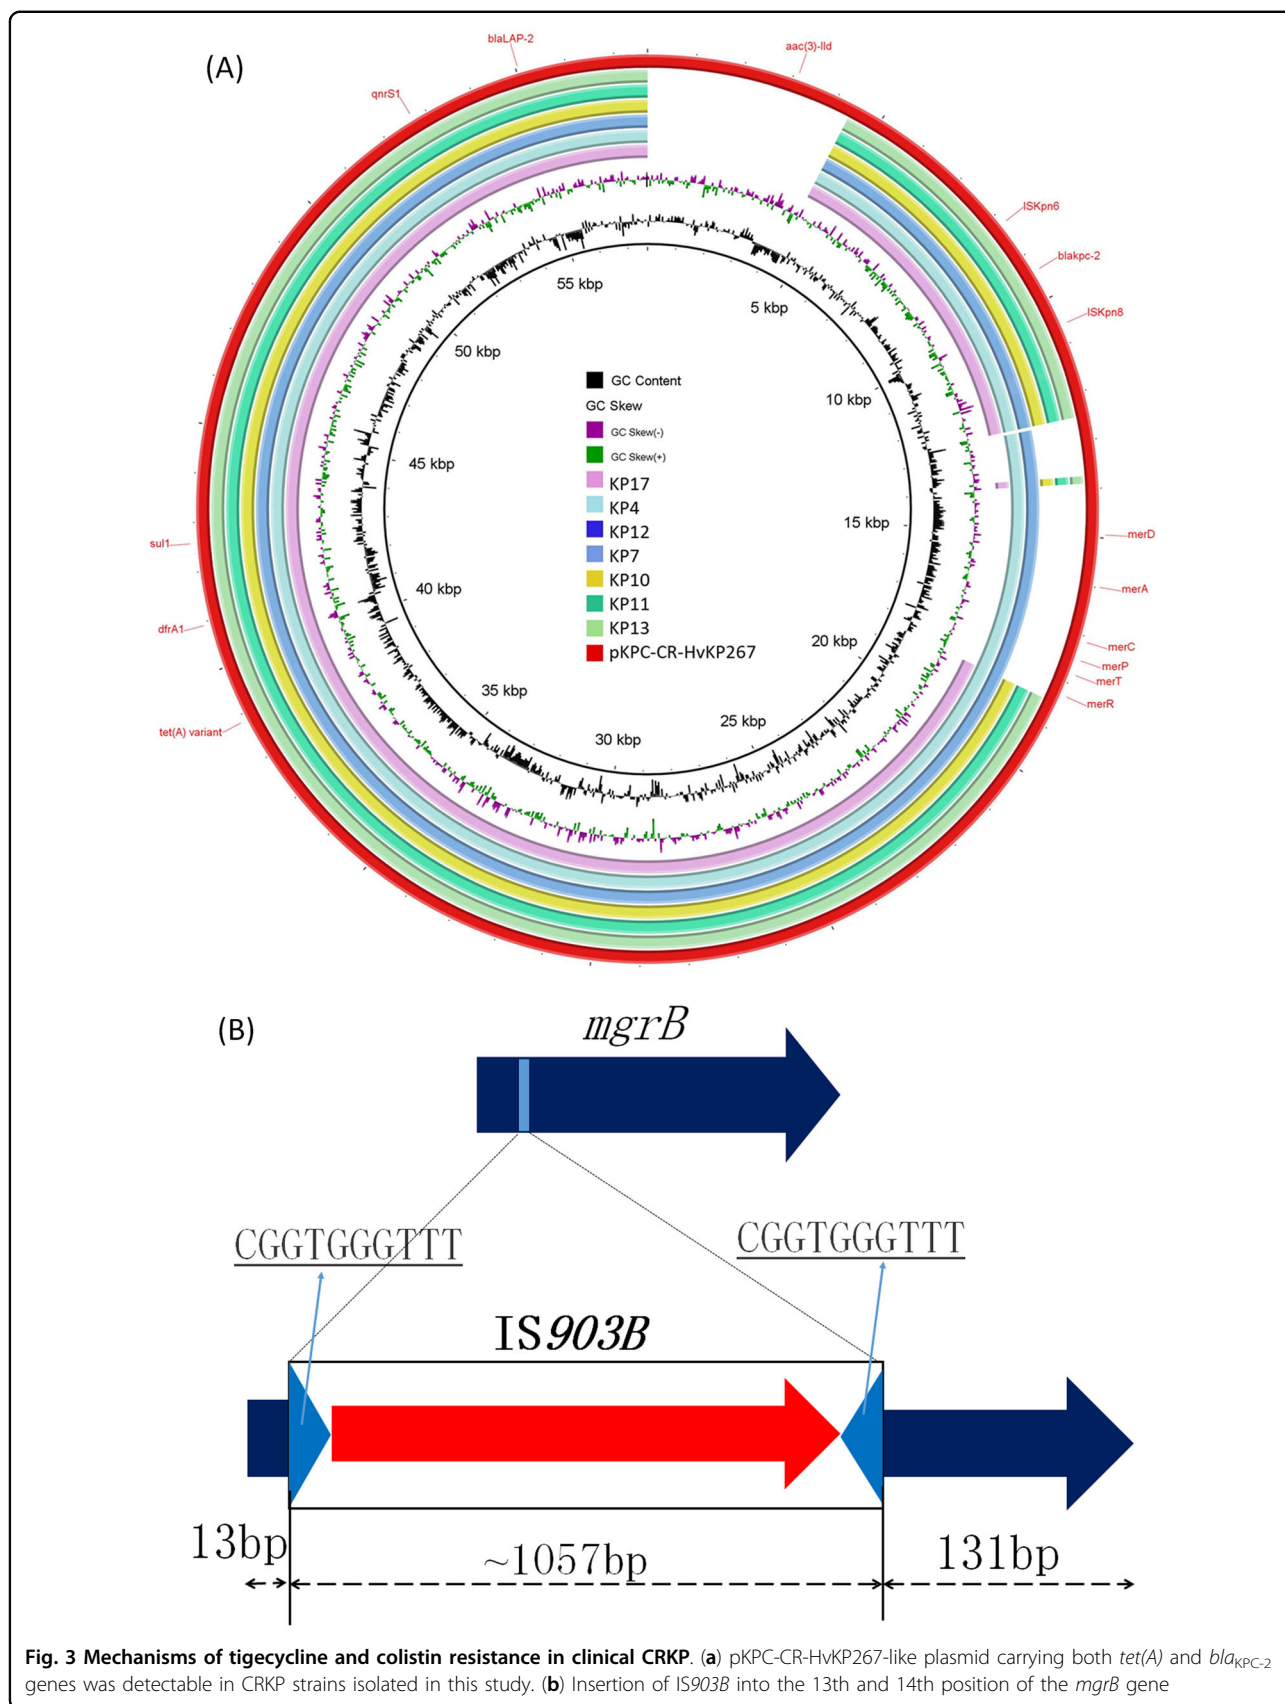 (A)
blaLAP-2
aac(3)-IId
qnrS1
ISKpn6
blakpc-2
ISKpn8
merD
merA
merC
merP
merT
merR
sul1
dfrA1
tet(A) variant
55 kbp
5 kbp
50 kbp
10 kbp
45 kbp
15 kbp
40 kbp
20 kbp
35 kbp
25 kbp
30 kbp
GC Content
GC Skew
GC Skew(-)
GC Skew(+)
KP17
KP4
KP12
KP7
KP10
KP11
KP13
pKPC-CR-HvKP267
(B)
mgrB
CGGTGGGTTT
CGGTGGGTTT
IS903B
13bp
~1057bp
131bp
Fig. 3 Mechanisms of tigecycline and colistin resistance in clinical CRKP. (a) pKPC-CR-HvKP267-like plasmid carrying both tet(A) and blaKPC-2
genes was detectable in CRKP strains isolated in this study. (b) Insertion of IS903B into the 13th and 14th position of the mgrB gene